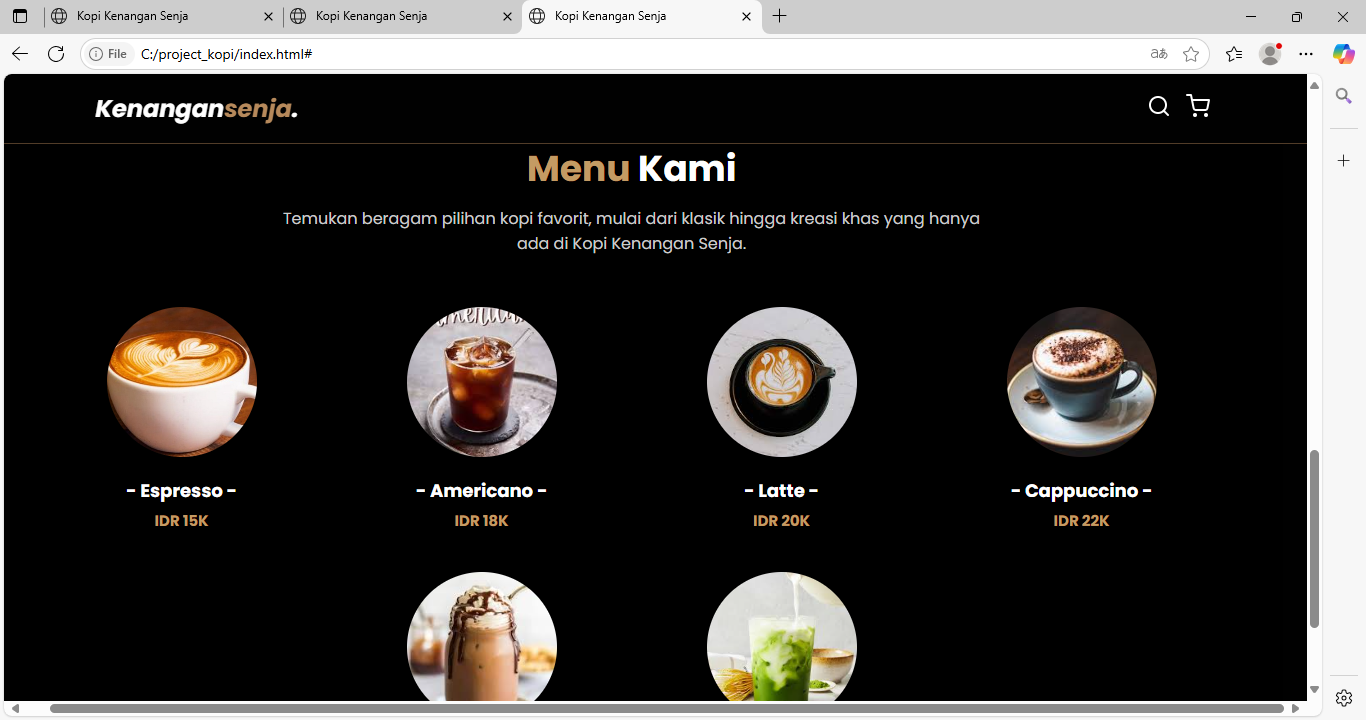 Kopi Kenangan Senja
Kopi Kenangan Senja
Kopi Kenangan Senja
File
C:/project_kopi/index.html#
aあ
Kenangansenja.
Menu Kami
Temukan beragam pilihan kopi favorit, mulai dari klasik hingga kreasi khas yang hanya
ada di Kopi Kenangan Senja.
- Espresso -
- Americano -
- Latte -
- Cappuccino -
IDR 15K
IDR 18K
IDR 20K
IDR 22K